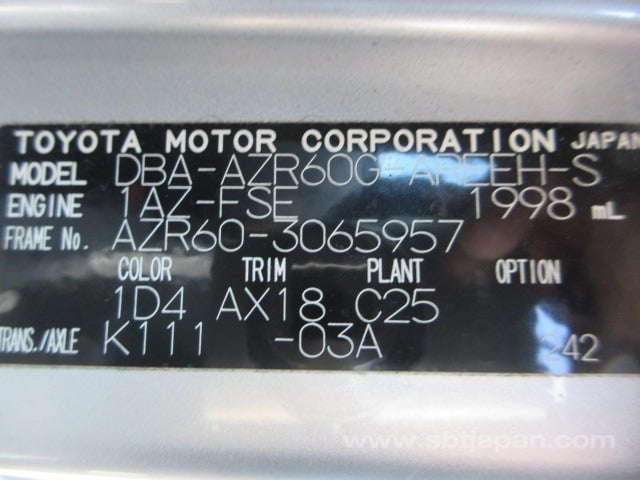 TOYOTA MOTOR CORPORATION JAPAN
MODEL DBA-AZR60G-AREEH-S
ENGINE 1AZ-FSE 1998 mL
FRAME No. AZR60-3065957
COLOR TRIM PLANT OPTION
1D4 AX18 C25
TRANS./AXLE K111 -03A 242
www.sbtjapan.com